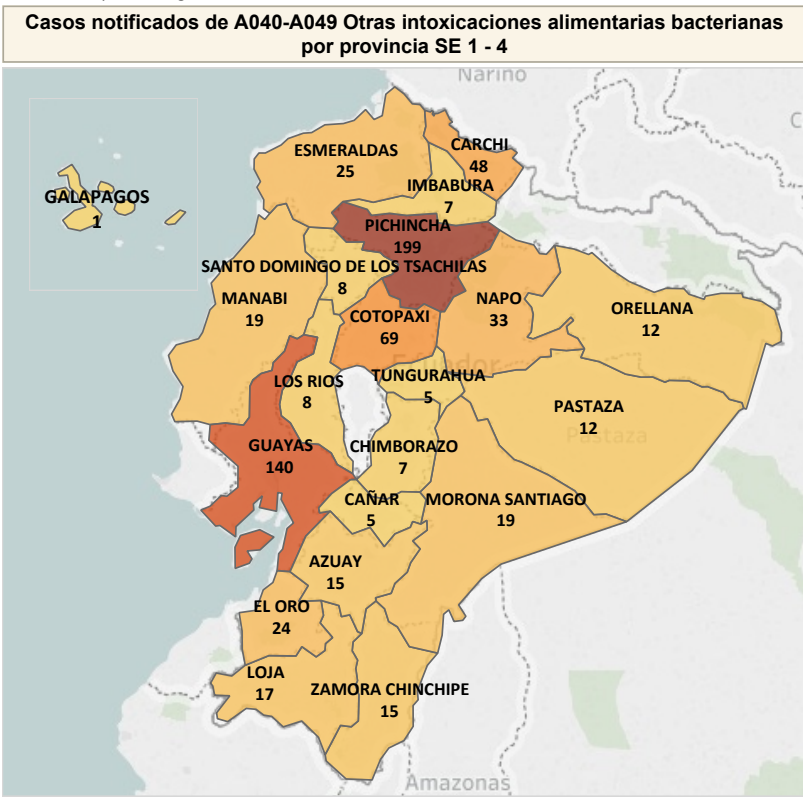 Casos notificados de A040-A049 Otras intoxicaciones alimentarias bacterianas
por provincia SE 1 - 4
Nariño
CARCHI
48
ESMERALDAS
25
IMBABURA
7
GALAPAGOS
1
PICHINCHA
199
SANTO DOMINGO DE LOS TSACHILAS
8
MANABI
19
NAPO
33
ORELLANA
12
COTOPAXI
69
Ecuador
TUNGURAHUA
5
LOS RIOS
8
PASTAZA
12
Pastaza
GUAYAS
140
CHIMBORAZO
7
CAÑAR
5
MORONA SANTIAGO
19
AZUAY
15
EL ORO
24
LOJA
17
ZAMORA CHINCHIPE
15
Amazonas